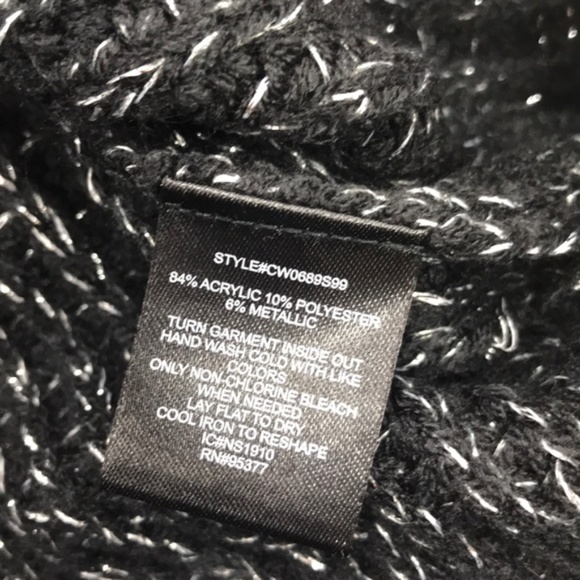 STYLE#CW0689S99
84% ACRYLIC 10% POLYESTER
6% METALLIC
TURN GARMENT INSIDE OUT
HAND WASH COLD WITH LIKE
COLORS
ONLY NON-CHLORINE BLEACH
WHEN NEEDED
LAY FLAT TO DRY
COOL IRON TO RESHAPE
IC#NS1910
RN#95377